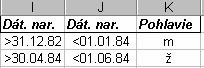 I J K
Dát. nar. Dát. nar. Pohlavie
>31.12.82 <01.01.84 m
>30.04.84 <01.06.84 ž